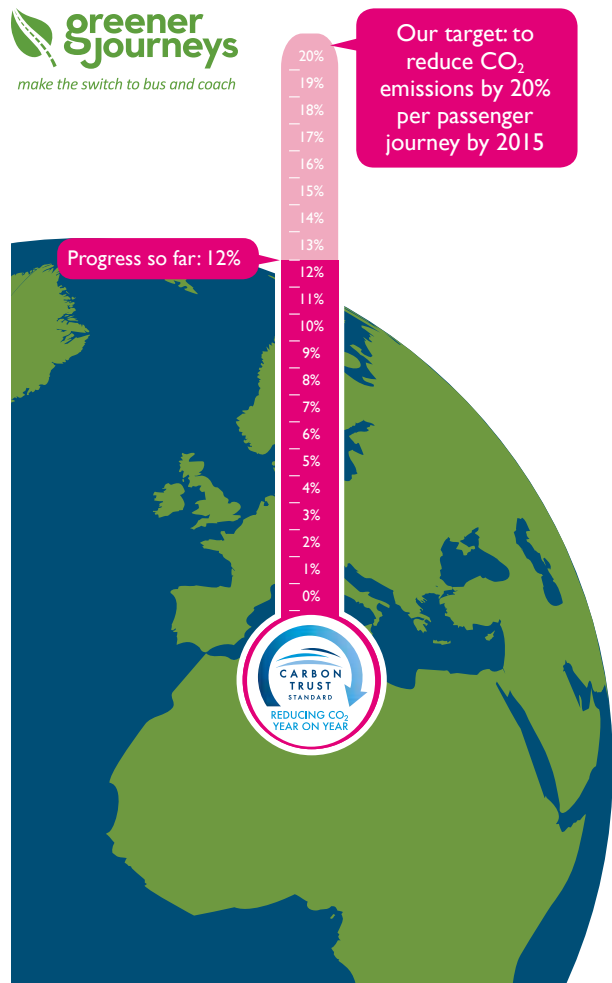 greener
journeys
make the switch to bus and coach
Our target: to
reduce CO₂
emissions by 20%
per passenger
journey by 2015
20%
19%
18%
17%
16%
15%
14%
13%
Progress so far: 12%
12%
11%
10%
9%
8%
7%
6%
5%
4%
3%
2%
1%
0%
CARBON
TRUST
STANDARD
REDUCING CO₂
YEAR ON YEAR